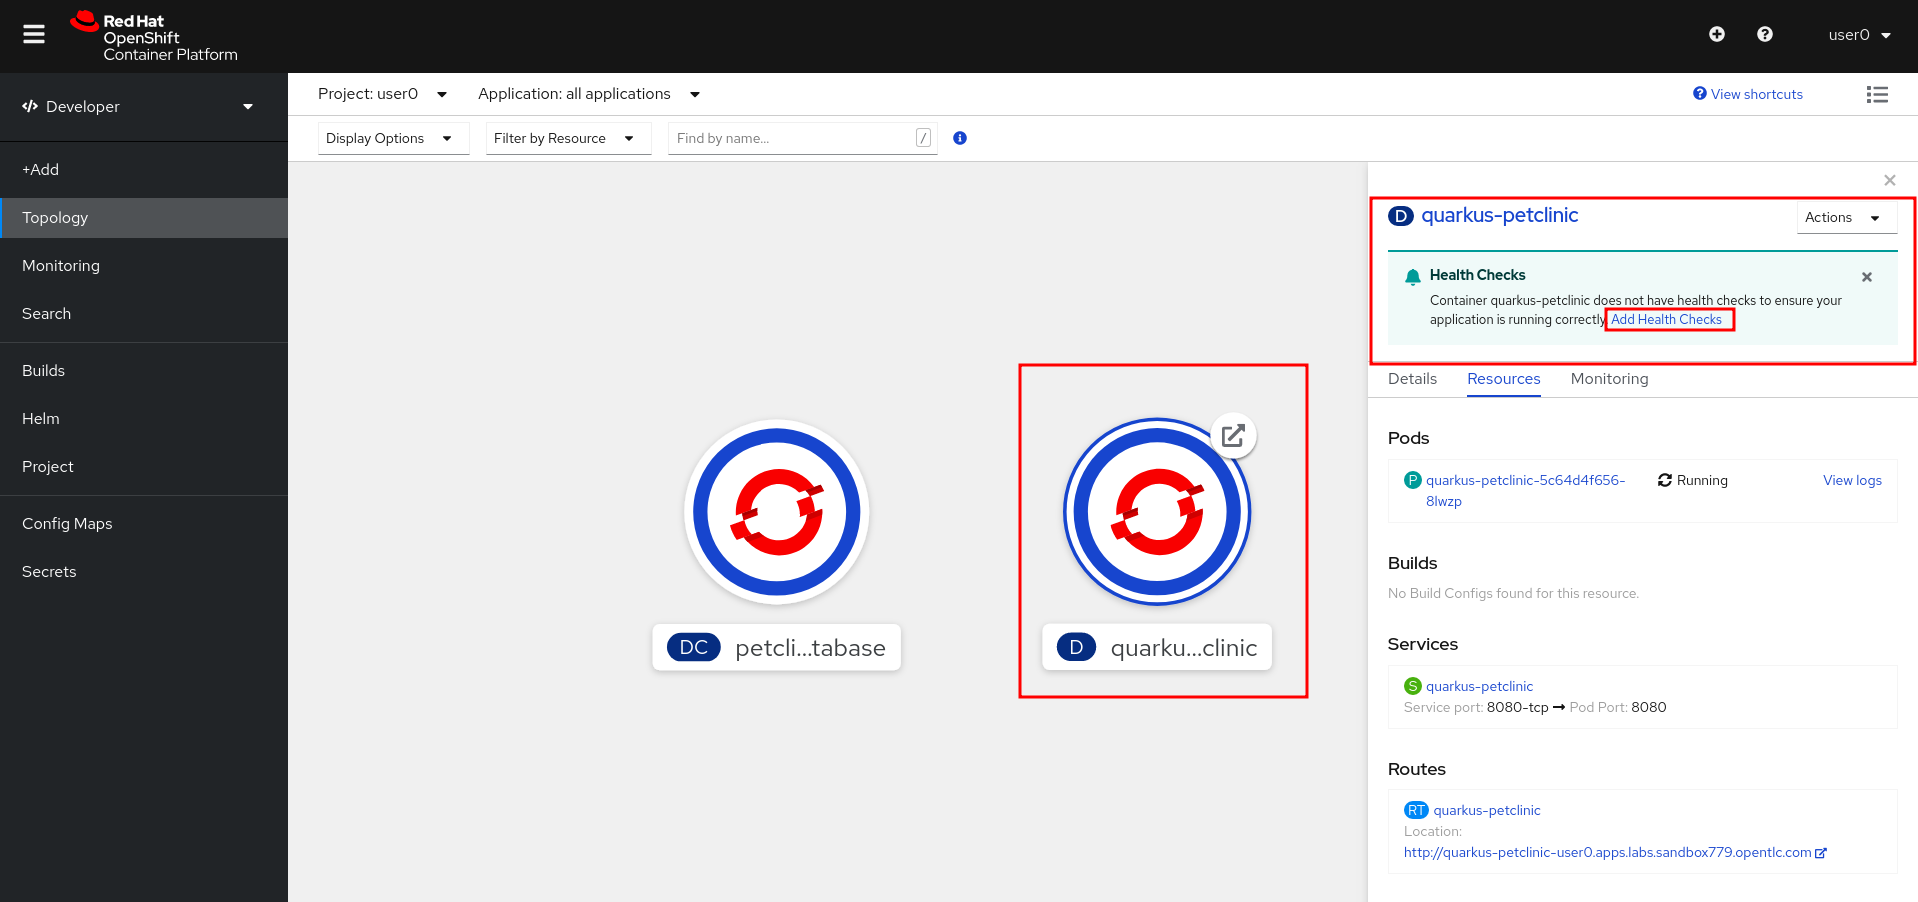 Red Hat
OpenShift
Container Platform
user0
Developer
+Add
Topology
Monitoring
Search
Builds
Helm
Project
Config Maps
Secrets
Project: user0
Application: all applications
View shortcuts
Display Options
Filter by Resource
Find by name...
/
DC petcli...tabase
D quarku...clinic
D quarkus-petclinic
Actions
Health Checks
Container quarkus-petclinic does not have health checks to ensure your
application is running correctly. Add Health Checks
Details Resources Monitoring
Pods
P quarkus-petclinic-5c64d4f656-
8lwzp
Running
View logs
Builds
No Build Configs found for this resource.
Services
S quarkus-petclinic
Service port: 8080-tcp → Pod Port: 8080
Routes
RT quarkus-petclinic
Location:
http://quarkus-petclinic-user0.apps.labs.sandbox779.opentlc.com